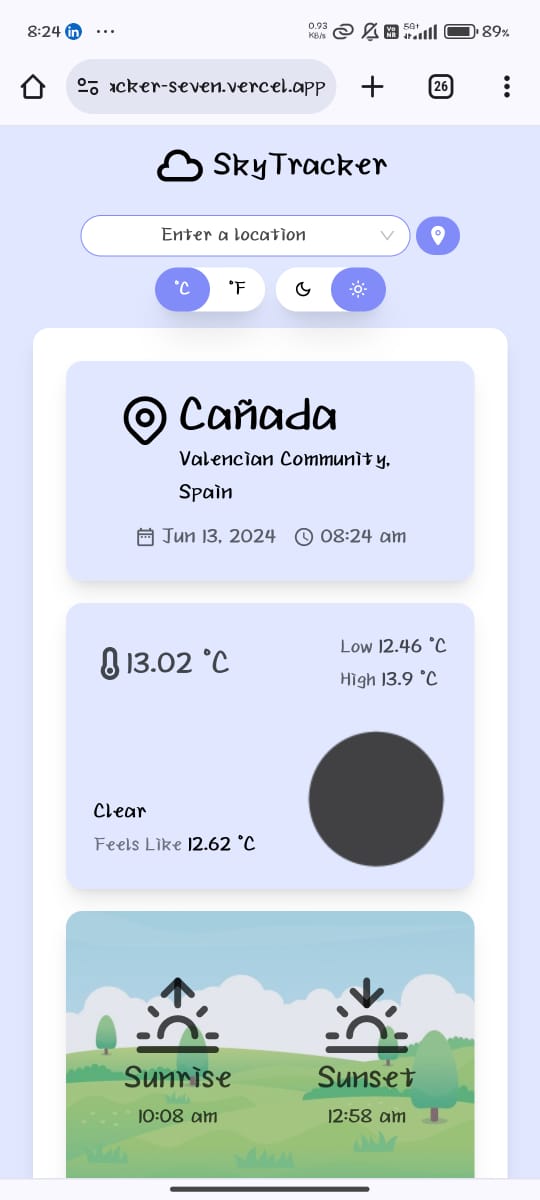 8:24 in ...
0.93 KB/s VoNR 5G+ 89%
acker-seven.vercel.app 26
SkyTracker
Enter a location
°C °F
Cañada
Valencian Community,
Spain
Jun 13, 2024 08:24 am
13.02 °C
Low 12.46 °C
High 13.9 °C
Clear
Feels Like 12.62 °C
Sunrise Sunset
10:08 am 12:58 am